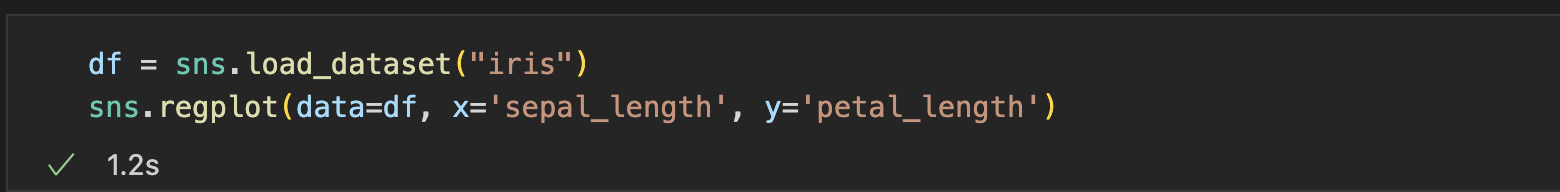 df = sns.load_dataset("iris")
sns.regplot(data=df, x='sepal_length', y='petal_length')
1.2s